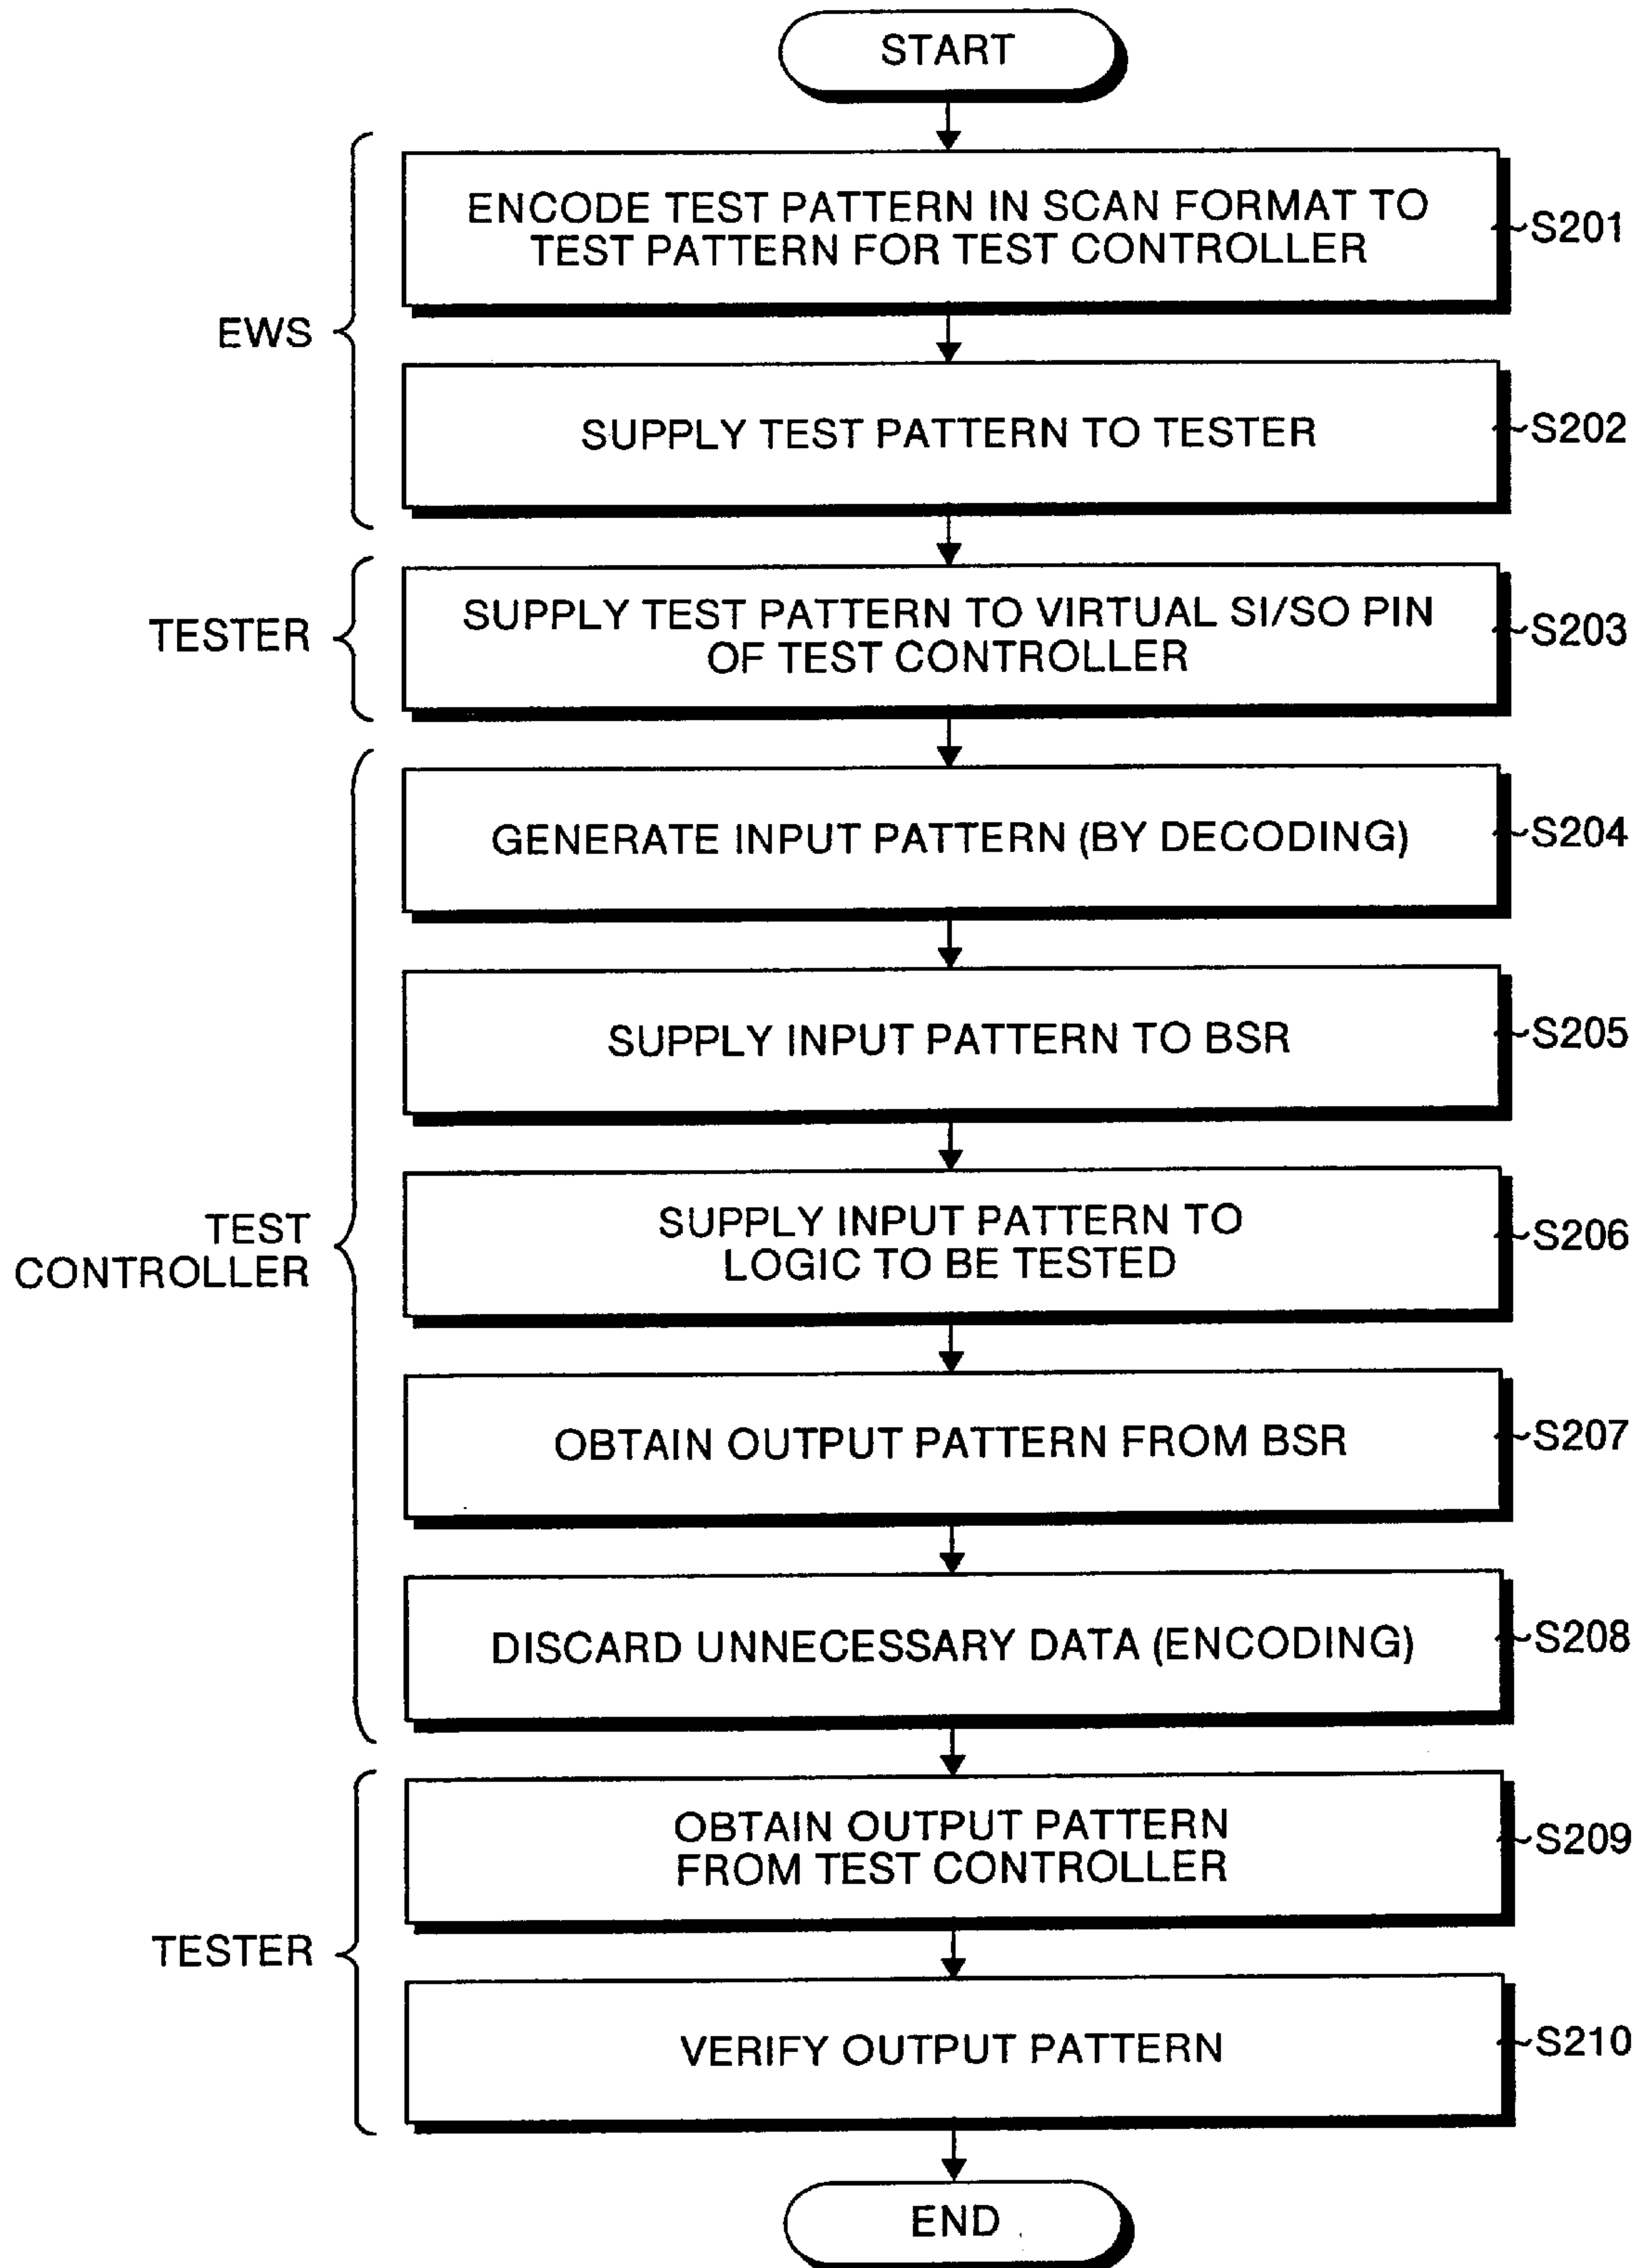 START
ENCODE TEST PATTERN IN SCAN FORMAT TO
TEST PATTERN FOR TEST CONTROLLER
S201
EWS
SUPPLY TEST PATTERN TO TESTER
S202
TESTER
SUPPLY TEST PATTERN TO VIRTUAL SI/SO PIN
OF TEST CONTROLLER
S203
GENERATE INPUT PATTERN (BY DECODING)
S204
SUPPLY INPUT PATTERN TO BSR
S205
TEST
CONTROLLER
SUPPLY INPUT PATTERN TO
LOGIC TO BE TESTED
S206
OBTAIN OUTPUT PATTERN FROM BSR
S207
DISCARD UNNECESSARY DATA (ENCODING)
S208
OBTAIN OUTPUT PATTERN
FROM TEST CONTROLLER
S209
TESTER
VERIFY OUTPUT PATTERN
S210
END